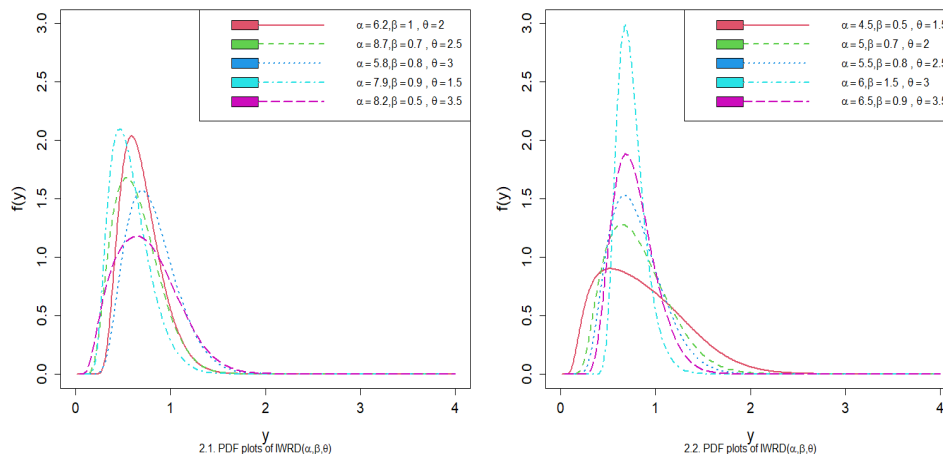 α=6.2,β=1 , θ=2
α=8.7,β=0.7 , θ=2.5
α=5.8,β=0.8 , θ=3
α=7.9,β=0.9 , θ=1.5
α=8.2,β=0.5 , θ=3.5
3.0
2.5
2.0
1.5
1.0
0.5
0.0
f(y)
0 1 2 3 4
y
2.1. PDF plots of IWRD(α,β,θ)
α=4.5,β=0.5 , θ=1.5
α=5,β=0.7 , θ=2
α=5.5,β=0.8 , θ=2.5
α=6,β=1.5 , θ=3
α=6.5,β=0.9 , θ=3.5
3.0
2.5
2.0
1.5
1.0
0.5
0.0
f(y)
0 1 2 3 4
y
2.2. PDF plots of IWRD(α,β,θ)